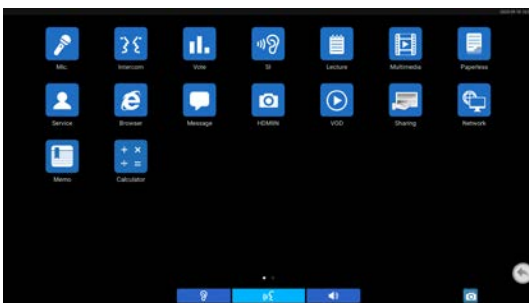 Mic. Intercom Vote SI Lecture Multimedia Paperless
Service Browser Message HDMIIN VOD Sharing Network
Memo Calculator